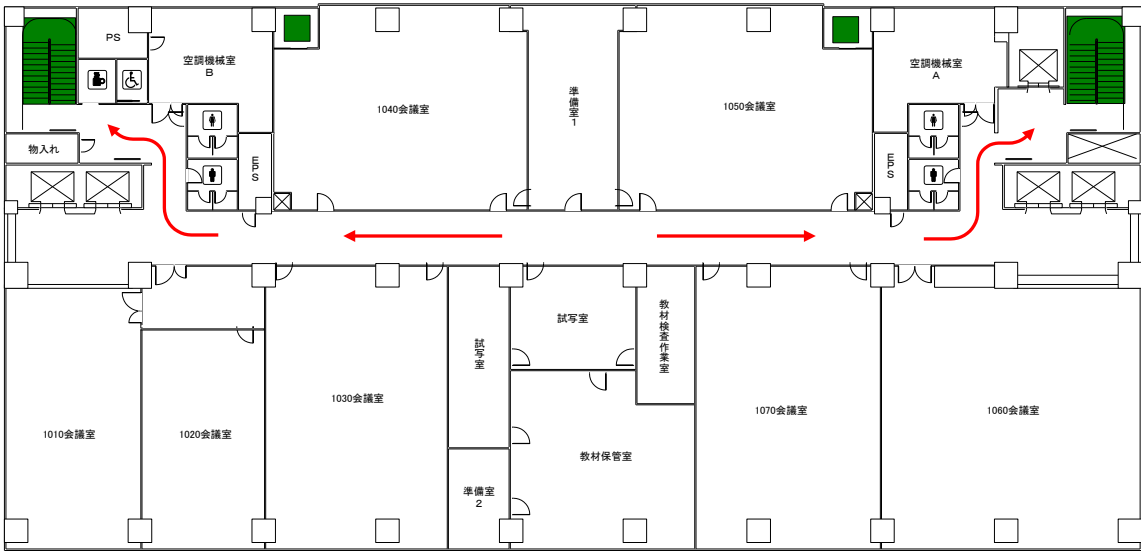 PS
空調機械室
B
空調機械室
A
1040会議室
準備室1
1050会議室
物入れ
EPS
EPS
試写室
教材検査作業室
試写室
1030会議室
1070会議室
1060会議室
1010会議室
1020会議室
教材保管室
準備室
2